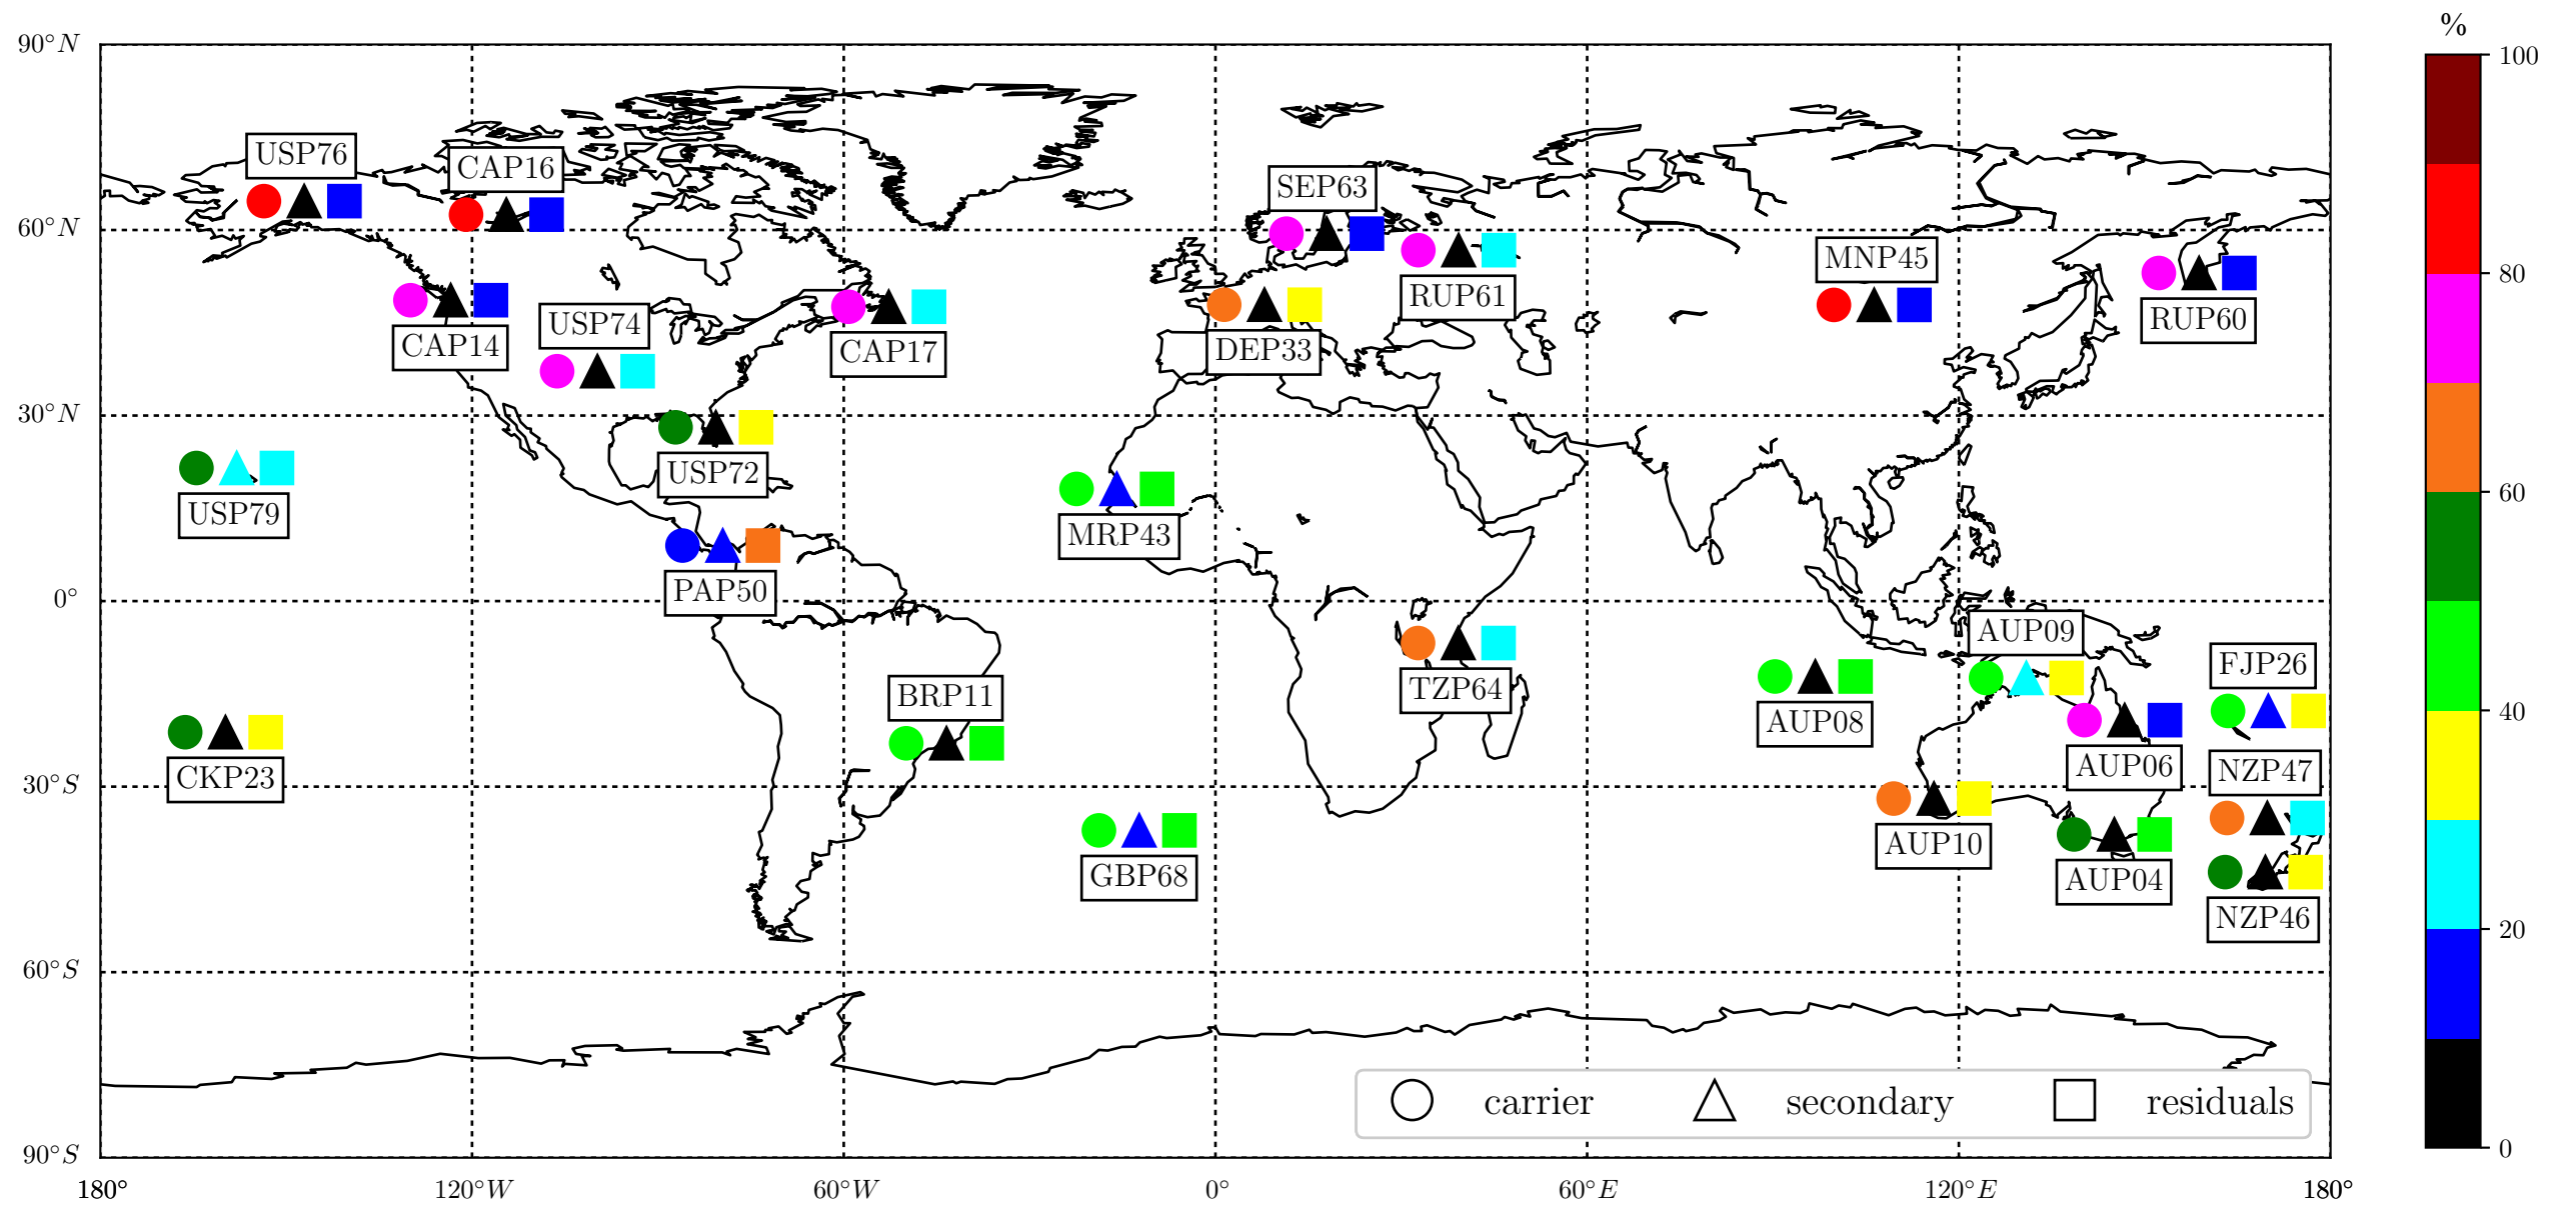 %
90°N
100
USP76
CAP16
SEP63
60°N
MNP45
80
RUP61
RUP60
USP74
CAP14
CAP17
DEP33
30°N
USP72
60
USP79
MRP43
PAP50
0°
AUP09
FJP26
TZP64
BRP11
AUP08
40
CKP23
AUP06
NZP47
30°S
AUP10
GBP68
AUP04
NZP46
20
60°S
carrier secondary residuals
90°S
0
180° 120°W 60°W 0° 60°E 120°E 180°